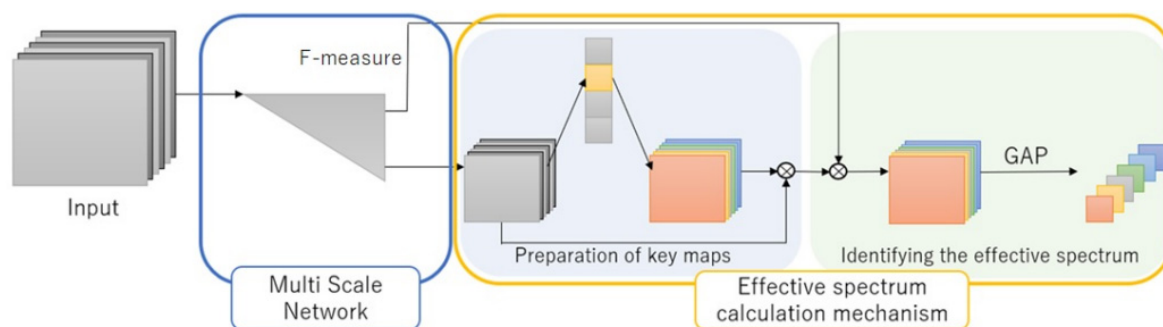 F-measure
GAP
Input
Preparation of key maps
Identifying the effective spectrum
Multi Scale
Network
Effective spectrum
calculation mechanism